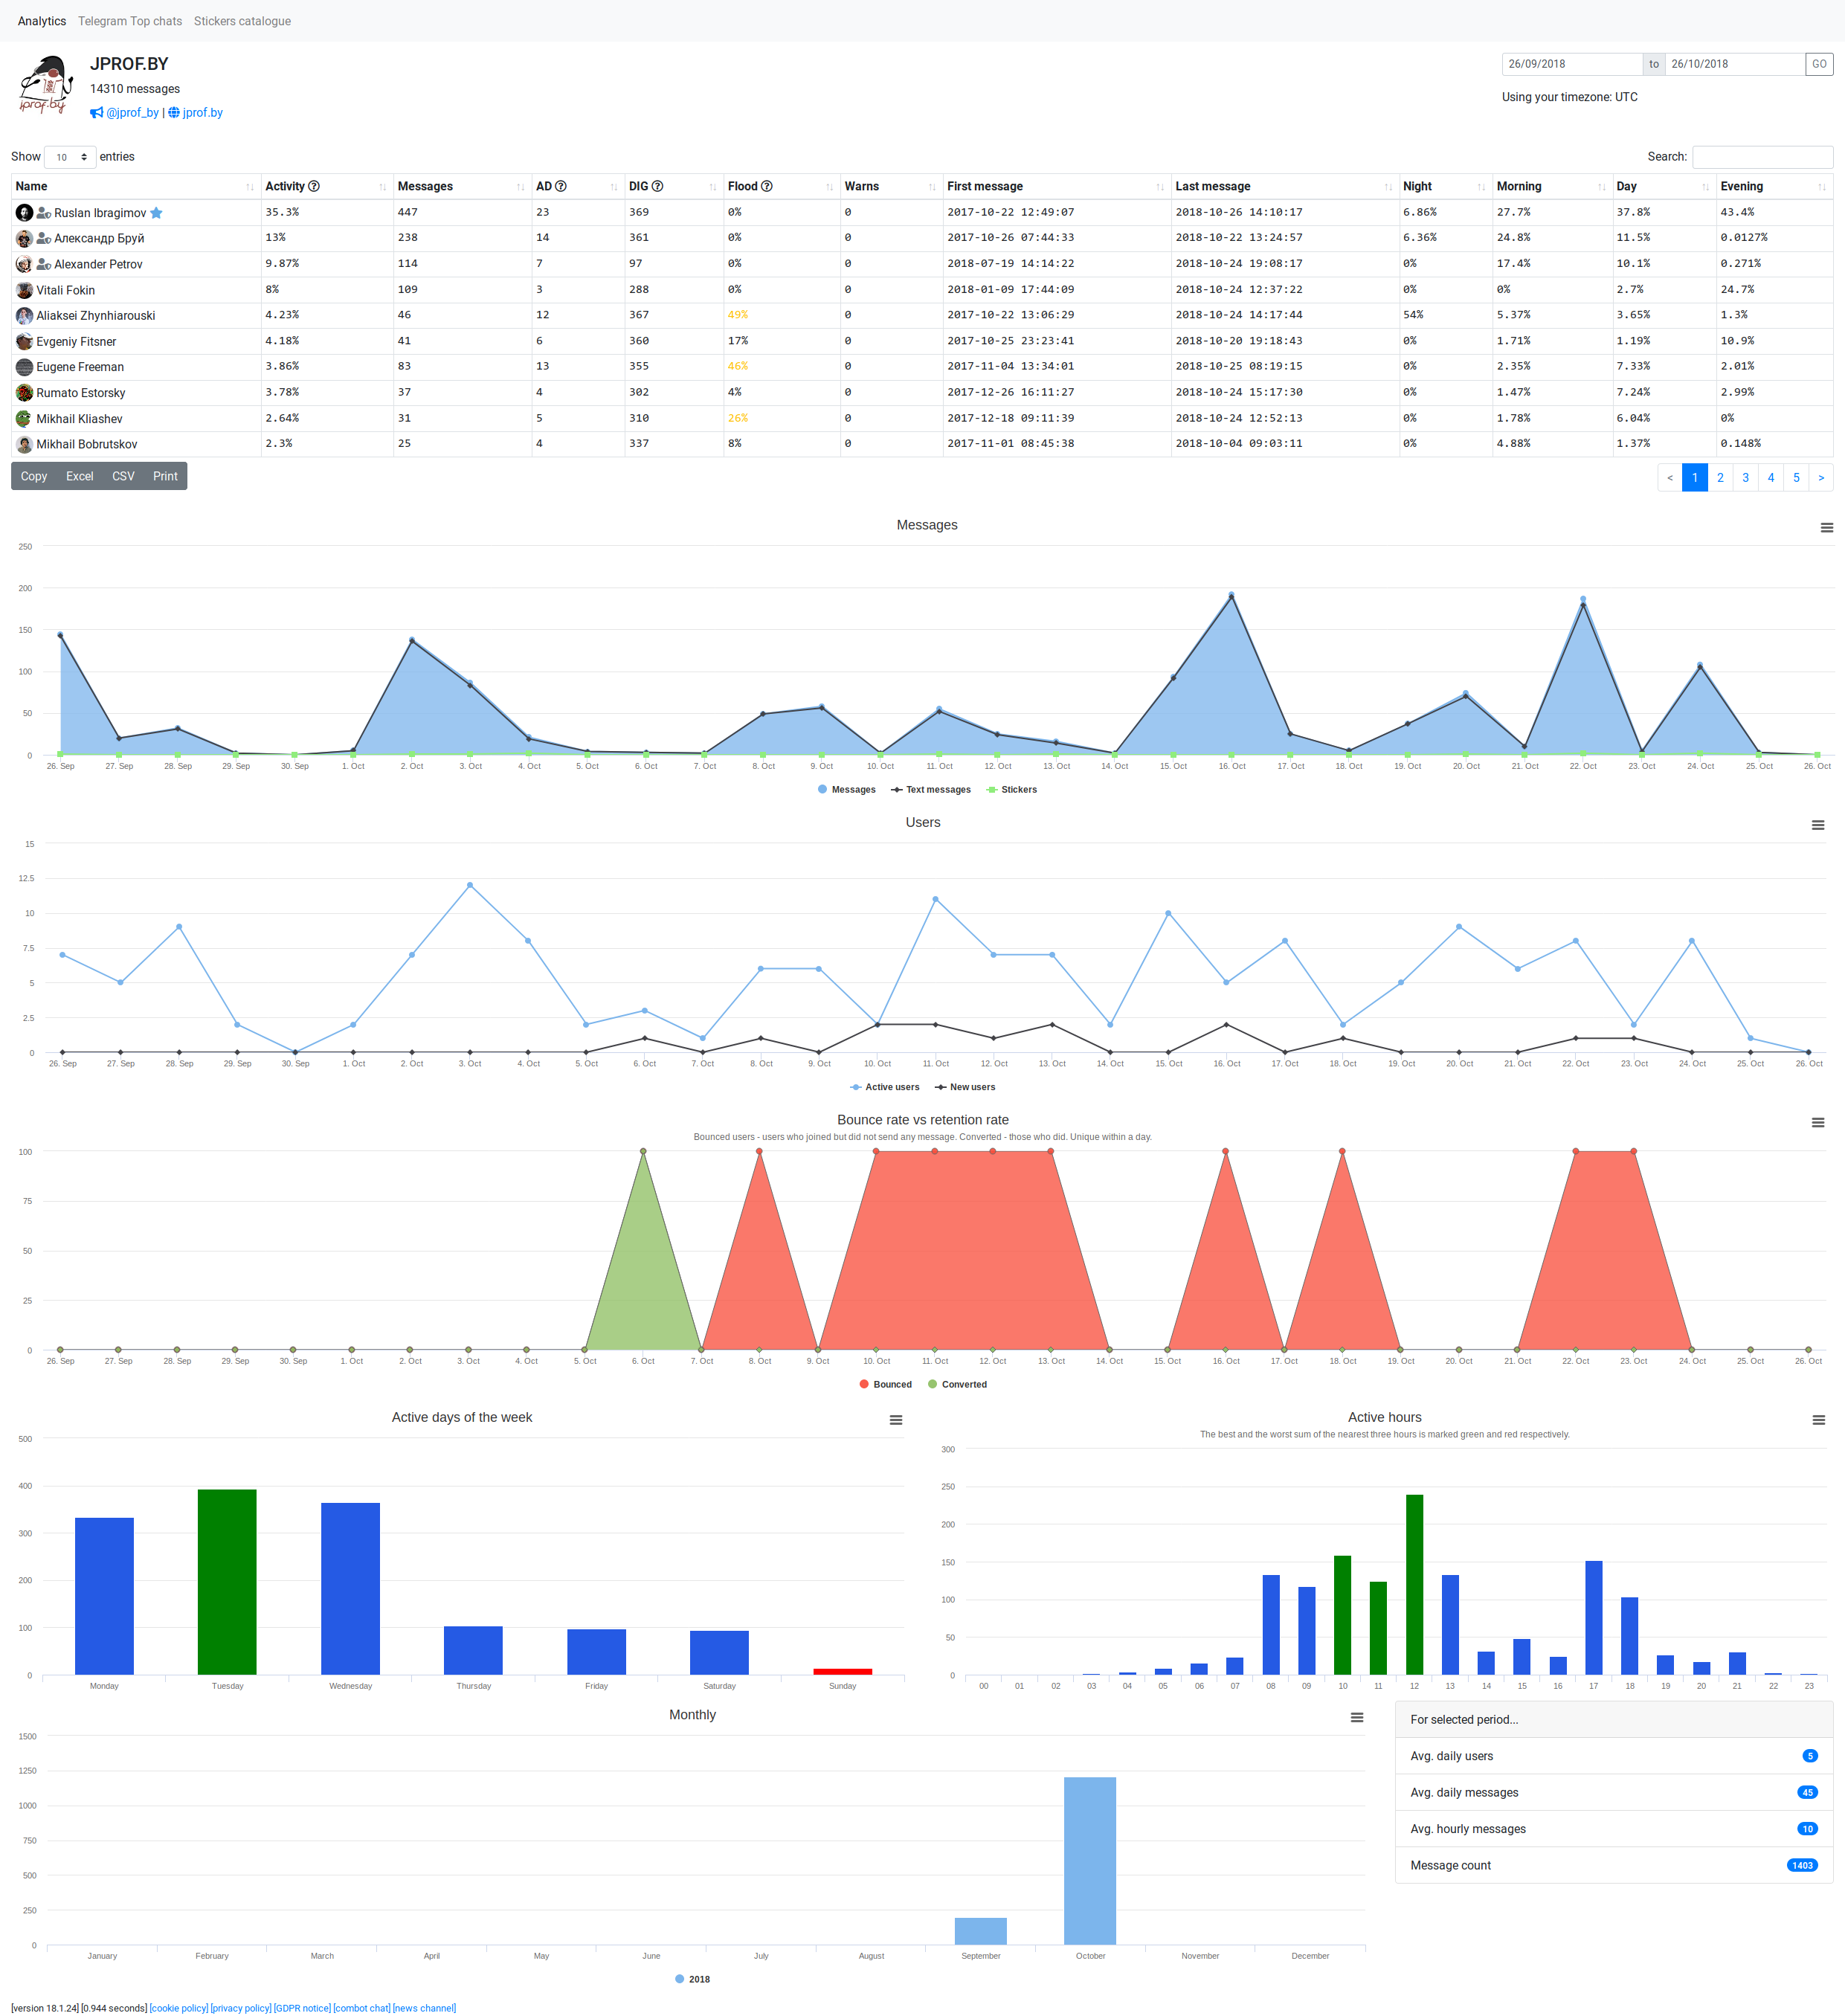 Analytics Telegram Top chats Stickers catalogue
jprof.by
JPROF.BY
14310 messages
@jprof_by | jprof.by
26/09/2018 to 26/10/2018 GO
Using your timezone: UTC
Show 10 entries
Search:
Name Activity Messages AD DIG Flood Warns First message Last message Night Morning Day Evening
Ruslan Ibragimov 35.3% 447 23 369 0% 0 2017-10-22 12:49:07 2018-10-26 14:10:17 6.86% 27.7% 37.8% 43.4%
Александр Бруй 13% 238 14 361 0% 0 2017-10-26 07:44:33 2018-10-22 13:24:57 6.36% 24.8% 11.5% 0.0127%
Alexander Petrov 9.87% 114 7 97 0% 0 2018-07-19 14:14:22 2018-10-24 19:08:17 0% 17.4% 10.1% 0.271%
Vitali Fokin 8% 109 3 288 0% 0 2018-01-09 17:44:09 2018-10-24 12:37:22 0% 0% 2.7% 24.7%
Aliaksei Zhynhiarouski 4.23% 46 12 367 49% 0 2017-10-22 13:06:29 2018-10-24 14:17:44 54% 5.37% 3.65% 1.3%
Evgeniy Fitsner 4.18% 41 6 360 17% 0 2017-10-25 23:23:41 2018-10-20 19:18:43 0% 1.71% 1.19% 10.9%
Eugene Freeman 3.86% 83 13 355 46% 0 2017-11-04 13:34:01 2018-10-25 08:19:15 0% 2.35% 7.33% 2.01%
Rumato Estorsky 3.78% 37 4 302 4% 0 2017-12-26 16:11:27 2018-10-24 15:17:30 0% 1.47% 7.24% 2.99%
Mikhail Kliashev 2.64% 31 5 310 26% 0 2017-12-18 09:11:39 2018-10-24 12:52:13 0% 1.78% 6.04% 0%
Mikhail Bobrutskov 2.3% 25 4 337 8% 0 2017-11-01 08:45:38 2018-10-04 09:03:11 0% 4.88% 1.37% 0.148%
Copy Excel CSV Print
< 1 2 3 4 5 >
Messages
250
200
150
100
50
0
26. Sep 27. Sep 28. Sep 29. Sep 30. Sep 1. Oct 2. Oct 3. Oct 4. Oct 5. Oct 6. Oct 7. Oct 8. Oct 9. Oct 10. Oct 11. Oct 12. Oct 13. Oct 14. Oct 15. Oct 16. Oct 17. Oct 18. Oct 19. Oct 20. Oct 21. Oct 22. Oct 23. Oct 24. Oct 25. Oct 26. Oct
Messages Text messages Stickers
Users
15
12.5
10
7.5
5
2.5
0
26. Sep 27. Sep 28. Sep 29. Sep 30. Sep 1. Oct 2. Oct 3. Oct 4. Oct 5. Oct 6. Oct 7. Oct 8. Oct 9. Oct 10. Oct 11. Oct 12. Oct 13. Oct 14. Oct 15. Oct 16. Oct 17. Oct 18. Oct 19. Oct 20. Oct 21. Oct 22. Oct 23. Oct 24. Oct 25. Oct 26. Oct
Active users New users
Bounce rate vs retention rate
Bounced users - users who joined but did not send any message. Converted - those who did. Unique within a day.
100
75
50
25
0
26. Sep 27. Sep 28. Sep 29. Sep 30. Sep 1. Oct 2. Oct 3. Oct 4. Oct 5. Oct 6. Oct 7. Oct 8. Oct 9. Oct 10. Oct 11. Oct 12. Oct 13. Oct 14. Oct 15. Oct 16. Oct 17. Oct 18. Oct 19. Oct 20. Oct 21. Oct 22. Oct 23. Oct 24. Oct 25. Oct 26. Oct
Bounced Converted
Active days of the week
500
400
300
200
100
0
Monday Tuesday Wednesday Thursday Friday Saturday Sunday
Active hours
The best and the worst sum of the nearest three hours is marked green and red respectively.
300
250
200
150
100
50
0
00 01 02 03 04 05 06 07 08 09 10 11 12 13 14 15 16 17 18 19 20 21 22 23
Monthly
1500
1250
1000
750
500
250
0
January February March April May June July August September October November December
2018
For selected period...
Avg. daily users 5
Avg. daily messages 45
Avg. hourly messages 10
Message count 1403
[version 18.1.24] [0.944 seconds] [cookie policy] [privacy policy] [GDPR notice] [combot chat] [news channel]